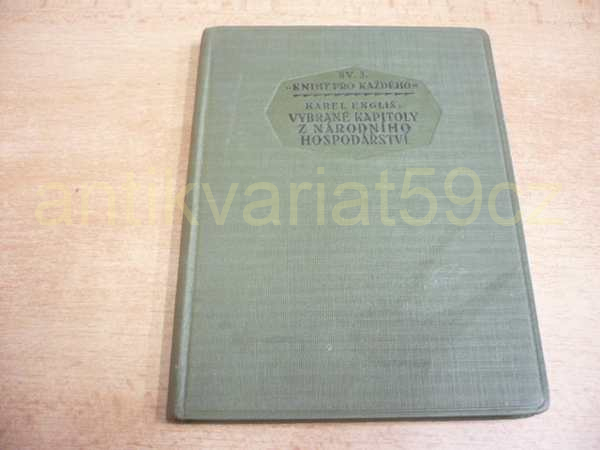 SV. 3.
„KNIHY PRO KAŽDÉHO“
KAREL ENGLIŠ:
VYBRANÉ KAPITOLY
Z NÁRODNÍHO
HOSPODÁŘSTVÍ
antikvariat59cz